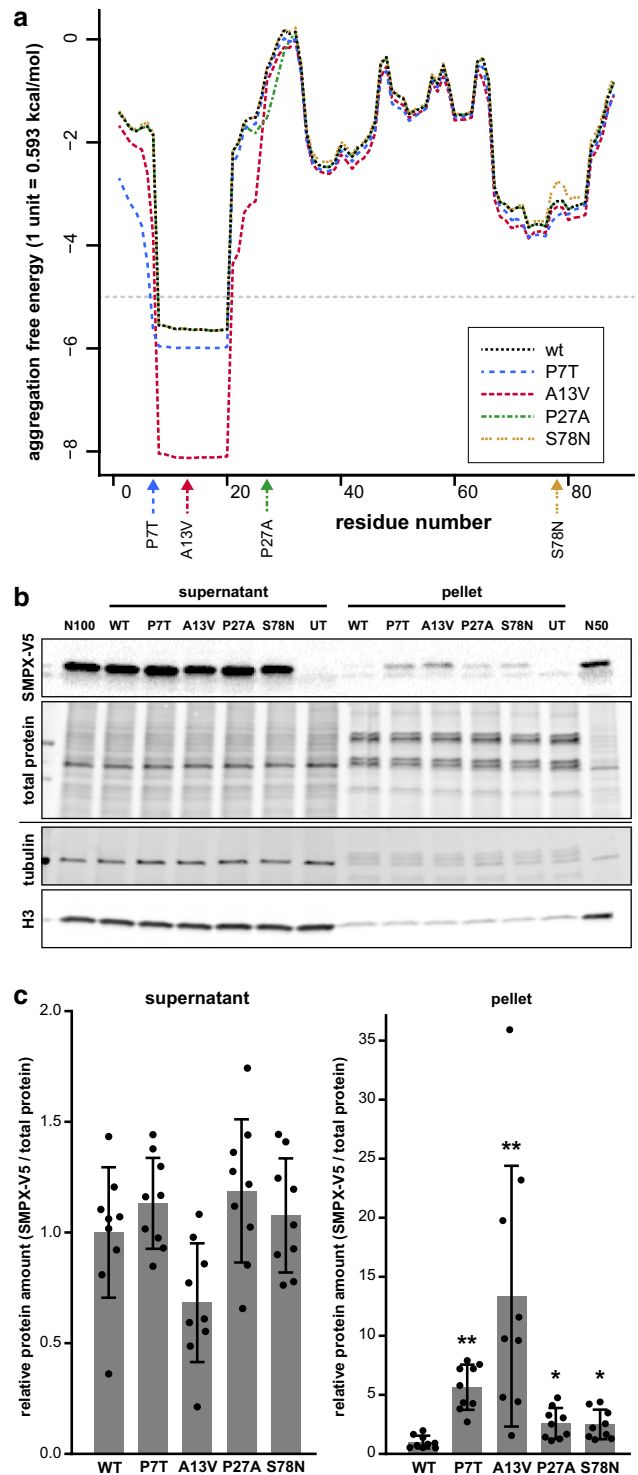 a
aggregation free energy (1 unit = 0.593 kcal/mol)
0
−2
−4
−6
−8
wt
P7T
A13V
P27A
S78N
0 20 40 60 80
residue number
P7T
A13V
P27A
S78N
b
supernatant pellet
N100 WT P7T A13V P27A S78N UT WT P7T A13V P27A S78N UT N50
SMPX-V5
total protein
tubulin
H3
c
supernatant
relative protein amount (SMPX-V5 / total protein)
2.0
1.5
1.0
0.5
0.0
WT P7T A13V P27A S78N
pellet
relative protein amount (SMPX-V5 / total protein)
35
30
25
20
15
10
5
0
** ** * *
WT P7T A13V P27A S78N